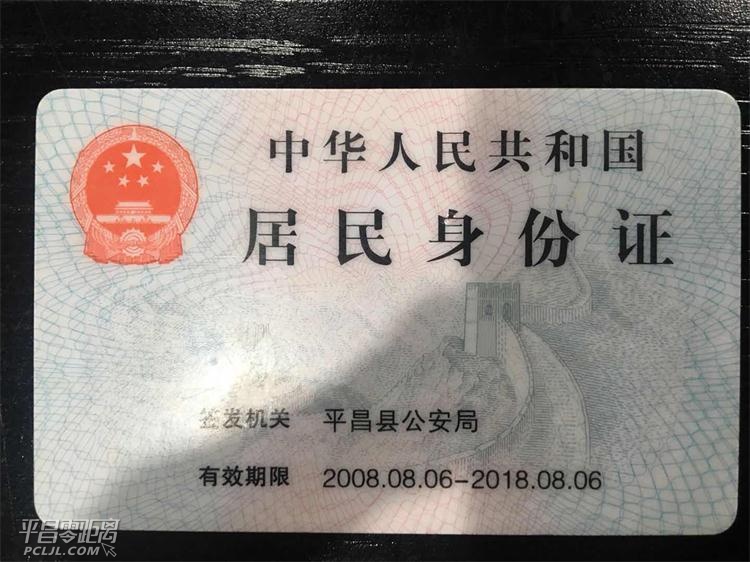 中华人民共和国
居民身份证
签发机关 平昌县公安局
有效期限 2008.08.06-2018.08.06
平昌零距离
PCLJL.COM